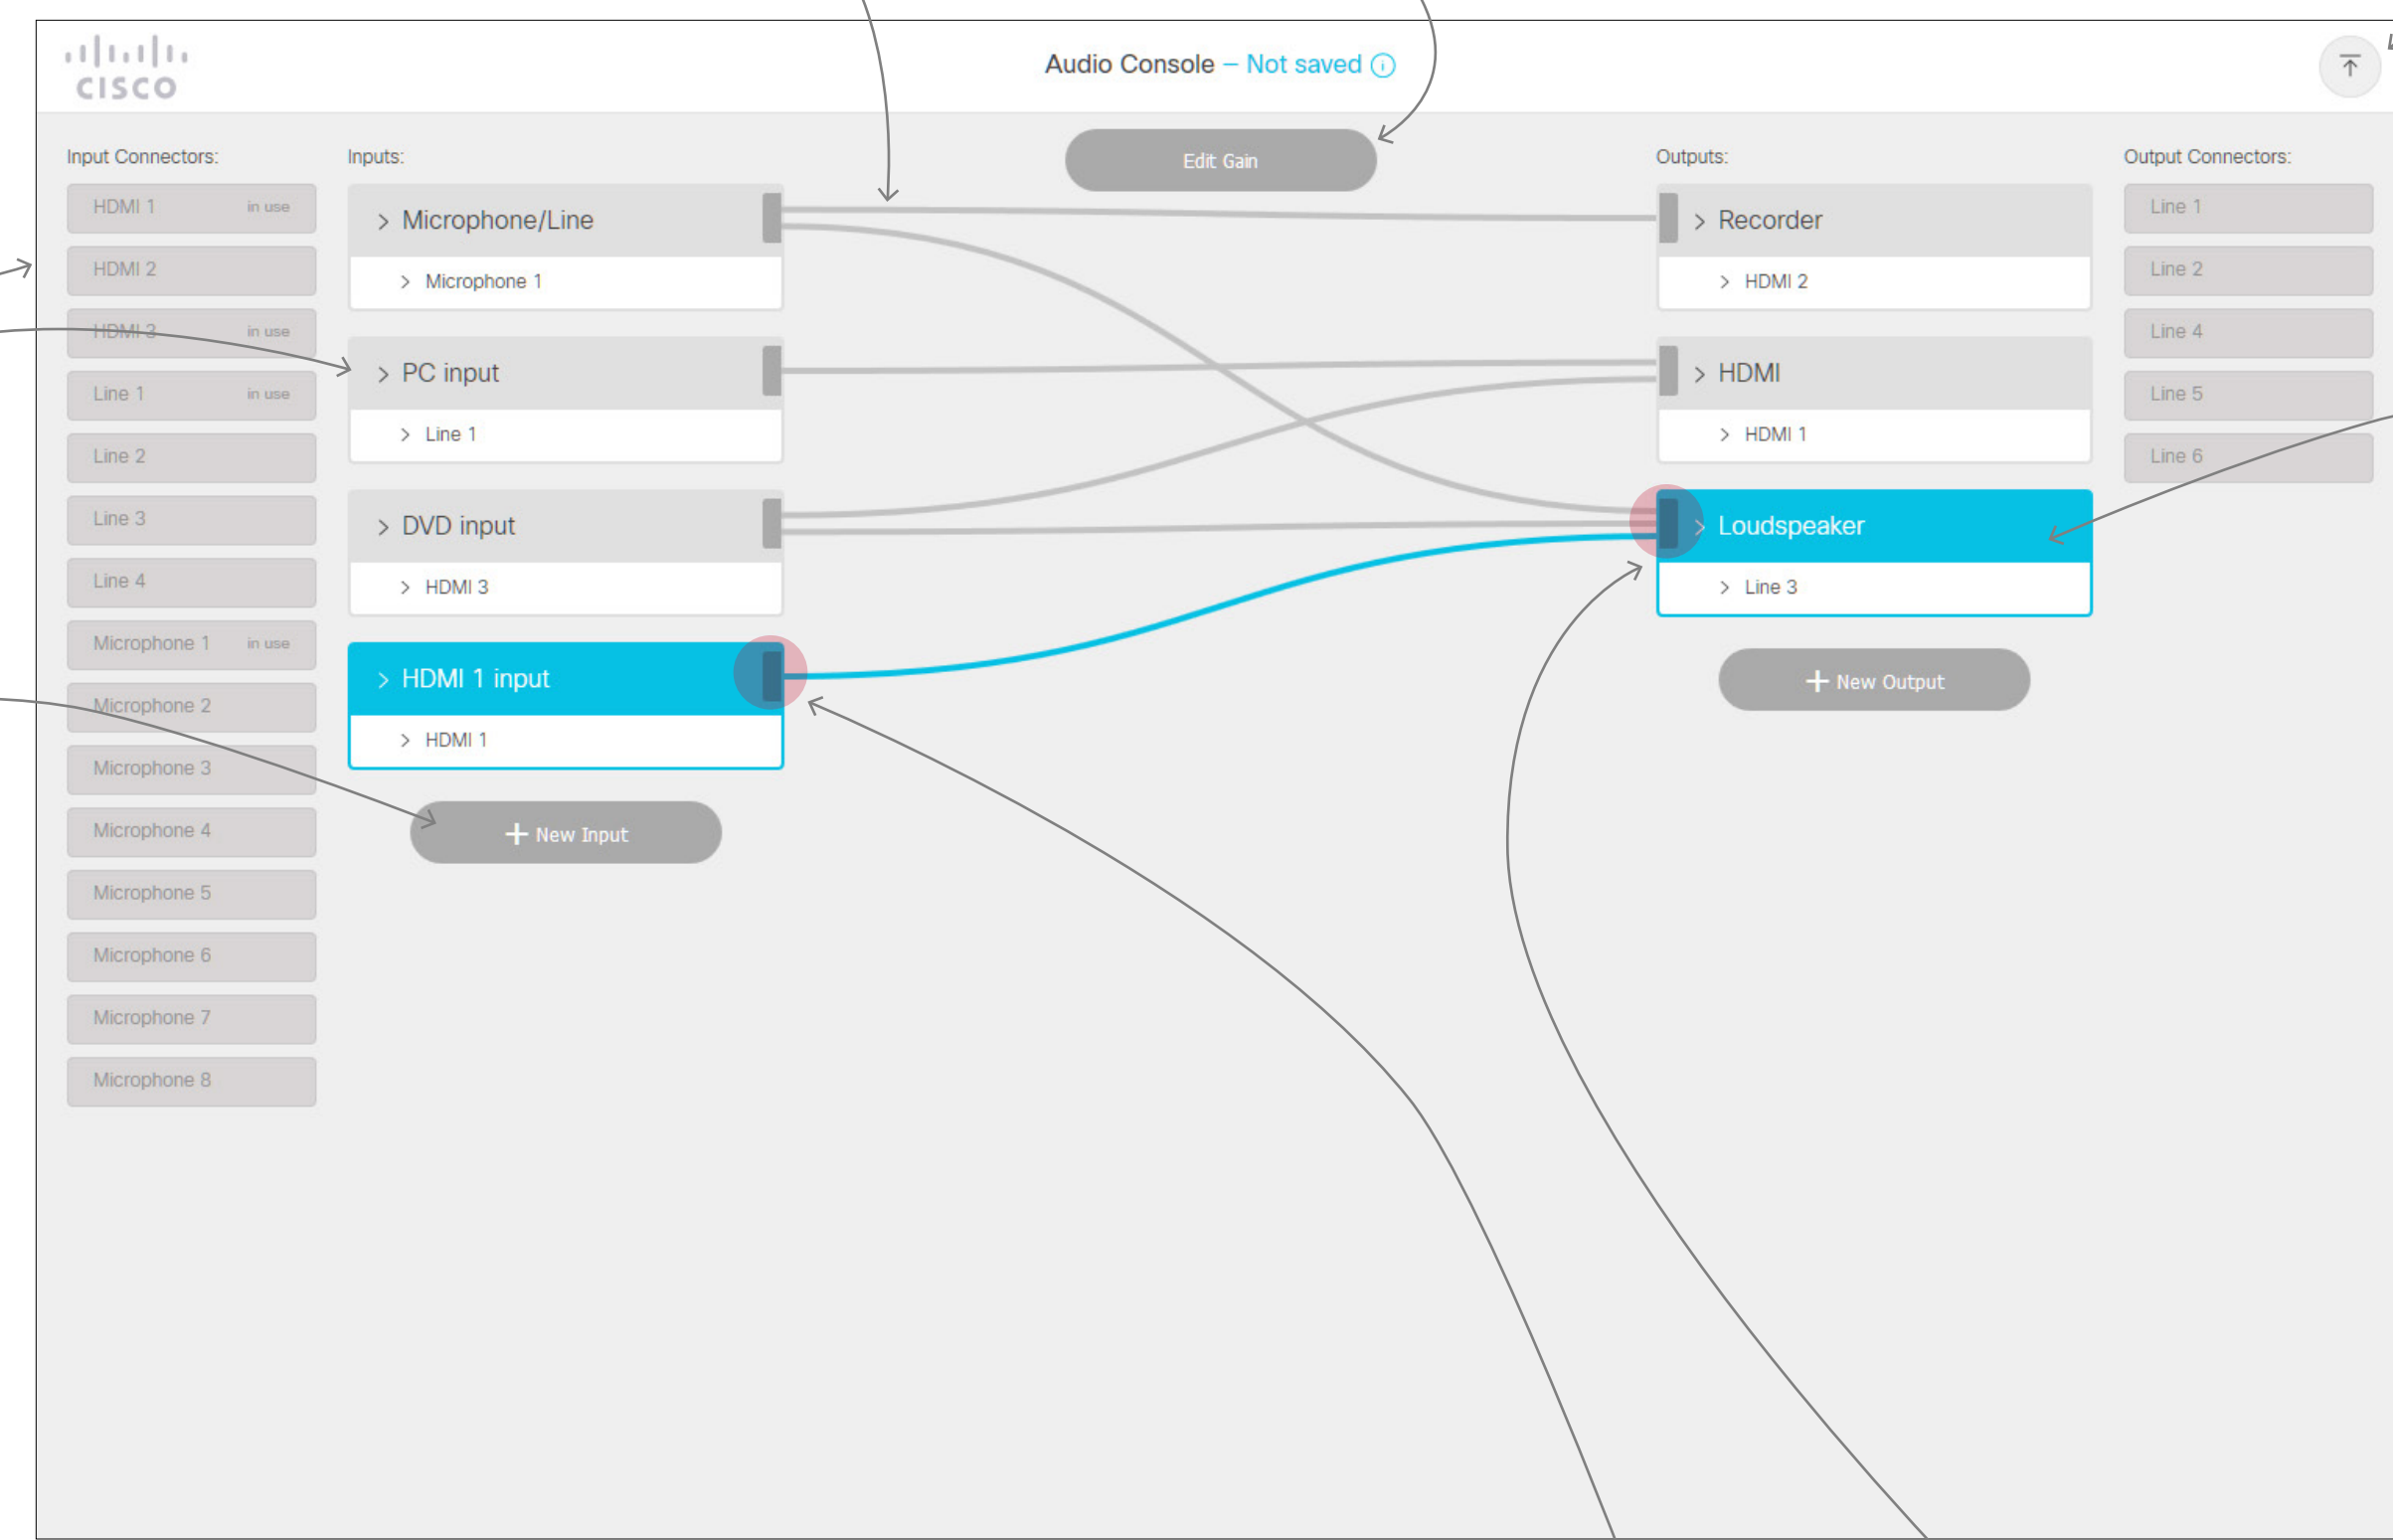 CISCO
Audio Console – Not saved
Edit Gain
Input Connectors:
HDMI 1 in use
HDMI 2
HDMI 3 in use
Line 1 in use
Line 2
Line 3
Line 4
Microphone 1 in use
Microphone 2
Microphone 3
Microphone 4
Microphone 5
Microphone 6
Microphone 7
Microphone 8
Inputs:
Microphone/Line
Microphone 1
PC input
Line 1
DVD input
HDMI 3
HDMI 1 input
HDMI 1
New Input
Outputs:
Recorder
HDMI 2
HDMI
HDMI 1
Loudspeaker
Line 3
New Output
Output Connectors:
Line 1
Line 2
Line 4
Line 5
Line 6